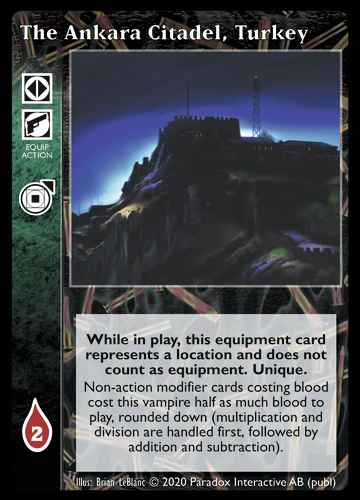 The Ankara Citadel, Turkey
EQUIP
ACTION
While in play, this equipment card
represents a location and does not
count as equipment. Unique.
Non-action modifier cards costing blood
cost this vampire half as much blood to
play, rounded down (multiplication and
division are handled first, followed by
addition and subtraction).
2
Illus: Brian LeBlanc © 2020 Paradox Interactive AB (publ)